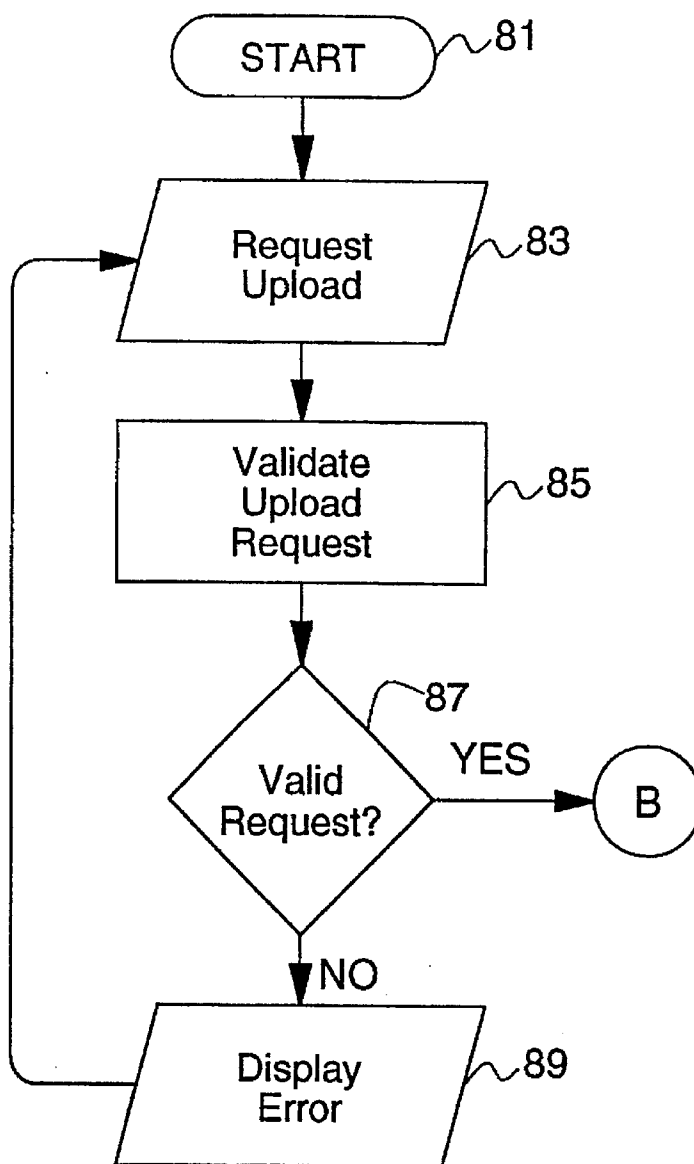 START
81
Request
Upload
83
Validate
Upload
Request
85
87
Valid
Request?
YES
B
NO
Display
Error
89